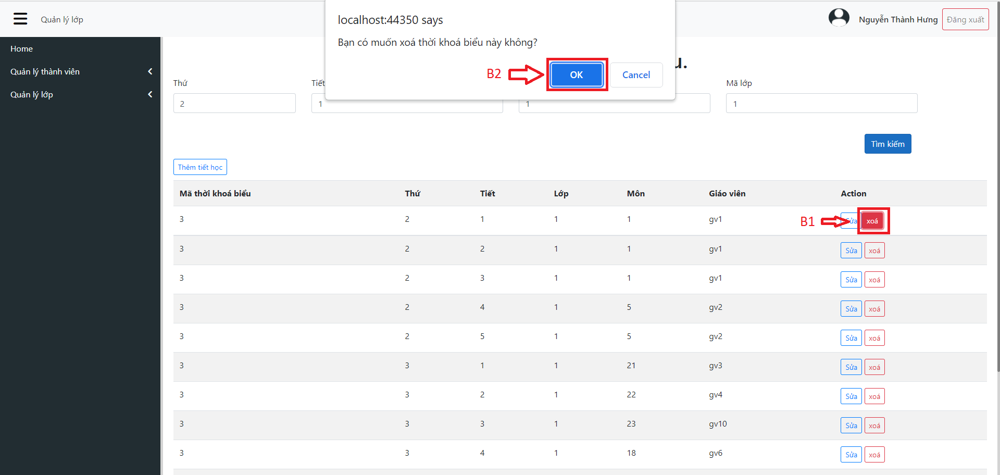 Quản lý lớp
localhost:44350 says
Nguyễn Thành Hưng Đăng xuất
Bạn có muốn xoá thời khoá biểu này không?
Home
Quản lý thành viên
Quản lý lớp
B2 OK Cancel
Thứ Tiết Mã lớp
2 1 1 1
Tìm kiếm
Thêm tiết học
Mã thời khoá biểu Thứ Tiết Lớp Môn Giáo viên Action
3 2 1 1 1 gv1 B1 Sửa xoá
3 2 2 1 1 gv1 Sửa xoá
3 2 3 1 1 gv1 Sửa xoá
3 2 4 1 5 gv2 Sửa xoá
3 2 5 1 5 gv2 Sửa xoá
3 3 1 1 21 gv3 Sửa xoá
3 3 2 1 22 gv4 Sửa xoá
3 3 3 1 23 gv10 Sửa xoá
3 3 4 1 18 gv6 Sửa xoá